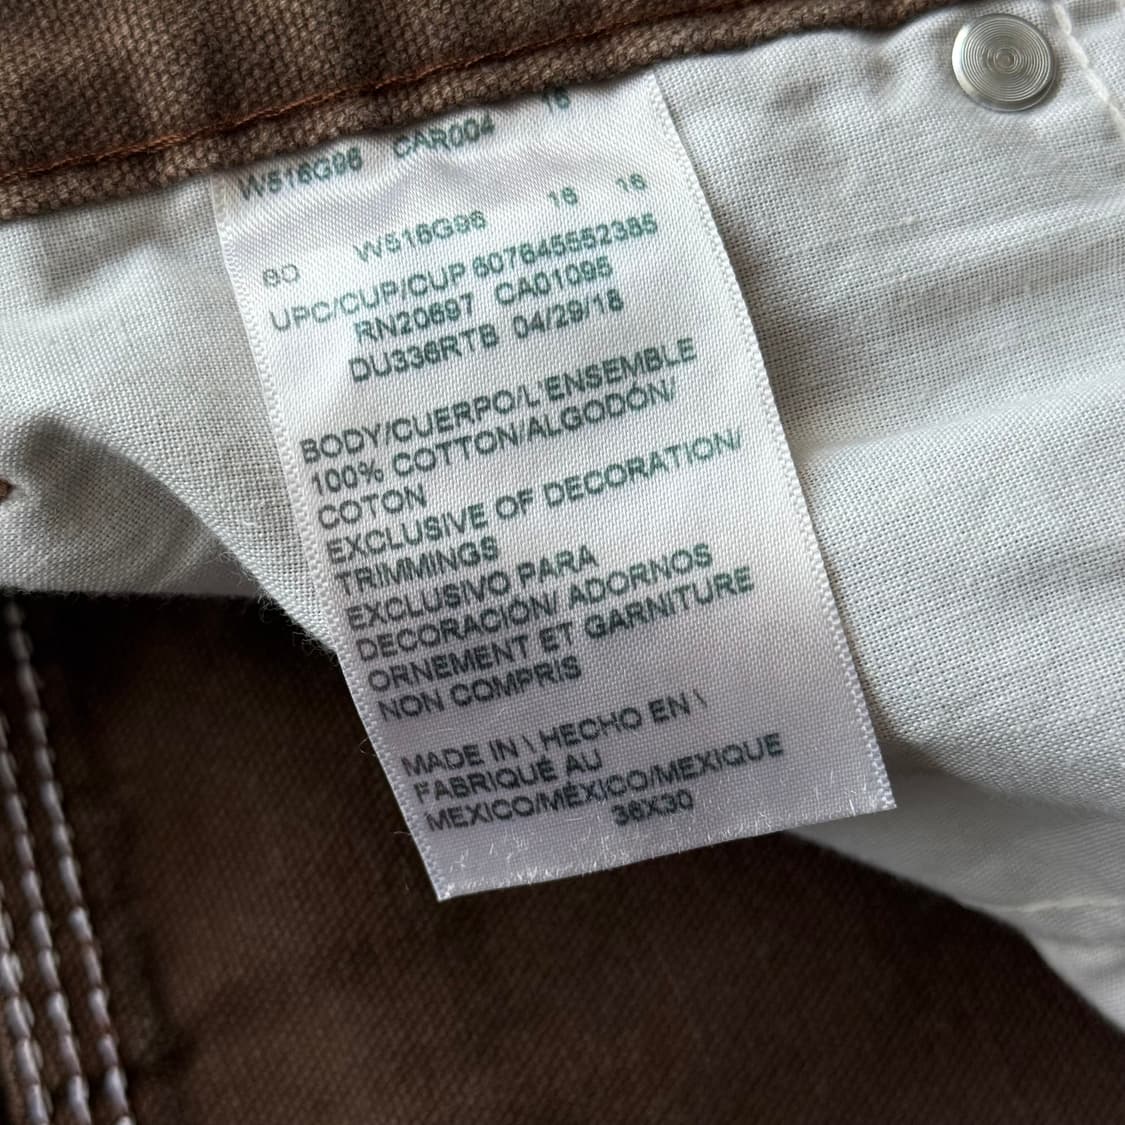 W516G96 CAR004 16
80 W516G96 16 16
UPC/CUP/CUP 607645552385
RN20697 CA01095
DU336RTB 04/29/18
BODY/CUERPO/L'ENSEMBLE
100% COTTON/ALGODÓN/
COTON
EXCLUSIVE OF DECORATION/
TRIMMINGS
EXCLUSIVO PARA
DECORACIÓN/ ADORNOS
ORNEMENT ET GARNITURE
NON COMPRIS
MADE IN \ HECHO EN \
FABRIQUÉ AU
MEXICO/MÉXICO/MEXIQUE
36X30